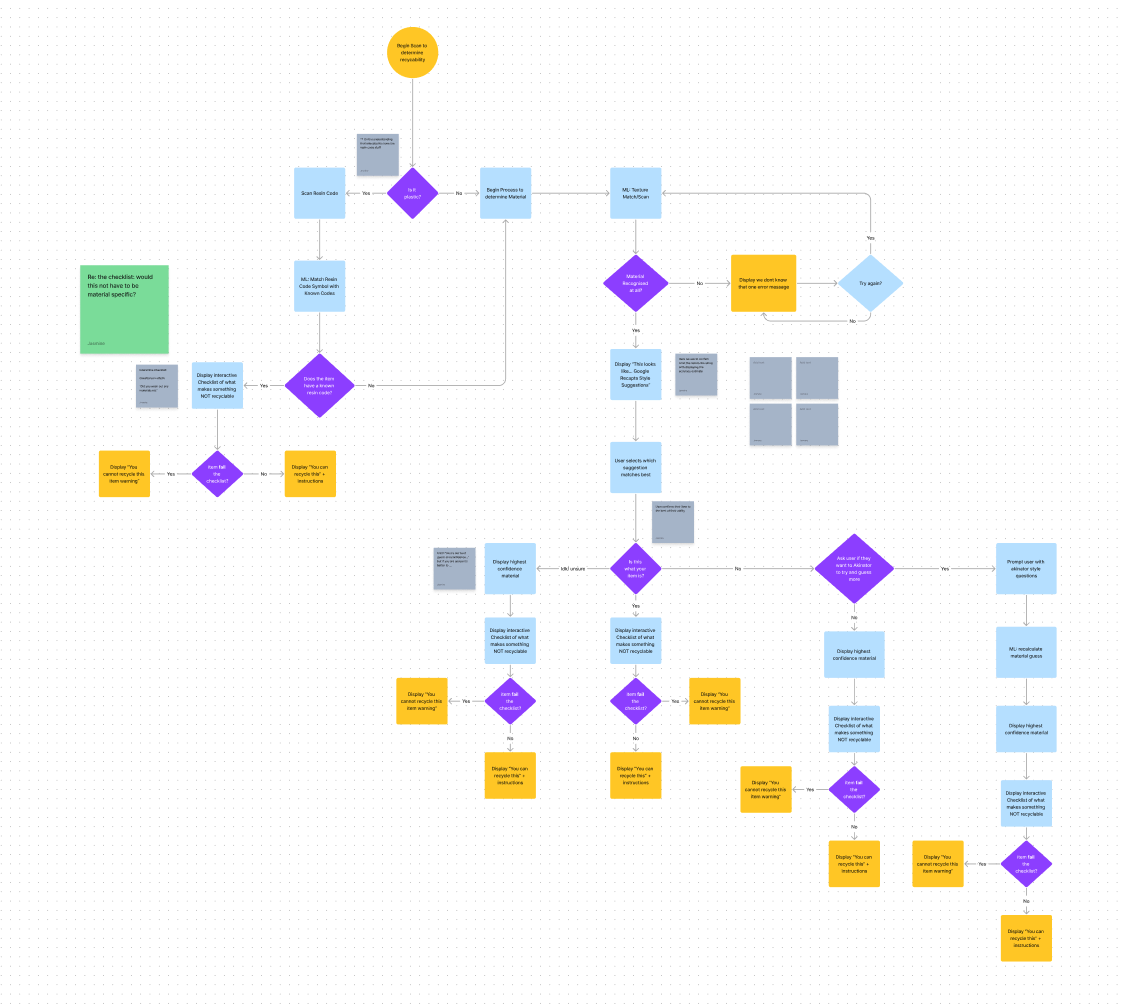 Begin Scan to
determine
recycability
Is it
plastic?
Yes
No
Scan Resin Code
Begin Process to
determine Material
ML: Texture
Match/Scan
ML: Match Resin
Code Symbol with
Known Codes
Re: the checklist: would
this not have to be
material specific?
Material
Recognized
at all?
No
Display we dont know
that one error message
Try again?
Yes
No
Yes
Display interactive
Checklist of what
makes something
NOT recyclable
Yes
Does the item
have a known
resin code?
No
Display "This looks
like... Google
Recapta Style
Suggestions"
Display "You
cannot recycle this
item warning"
Yes
item fail
the
checklist?
No
Display "You can
recycle this" +
instructions
User selects which
suggestion
matches best
Display highest
confidence
material
Idk/ unsure
Is this
what your
item is?
No
Ask user if they
want to Akinator
to try and guess
more
Yes
Prompt user with
akinator style
questions
Yes
No
Display interactive
Checklist of what
makes something
NOT recyclable
Display interactive
Checklist of what
makes something
NOT recyclable
Display highest
confidence material
ML: recalculate
material guess
Display "You
cannot recycle this
item warning"
Yes
item fail
the
checklist?
No
Display "You can
recycle this" +
instructions
item fail
the
checklist?
Yes
Display "You
cannot recycle this
item warning"
No
Display "You can
recycle this" +
instructions
Display interactive
Checklist of what
makes something
NOT recyclable
Display highest
confidence material
Display "You
cannot recycle this
item warning"
Yes
item fail
the
checklist?
No
Display "You can
recycle this" +
instructions
Display interactive
Checklist of what
makes something
NOT recyclable
Display "You
cannot recycle this
item warning"
Yes
item fail
the
checklist?
No
Display "You can
recycle this" +
instructions